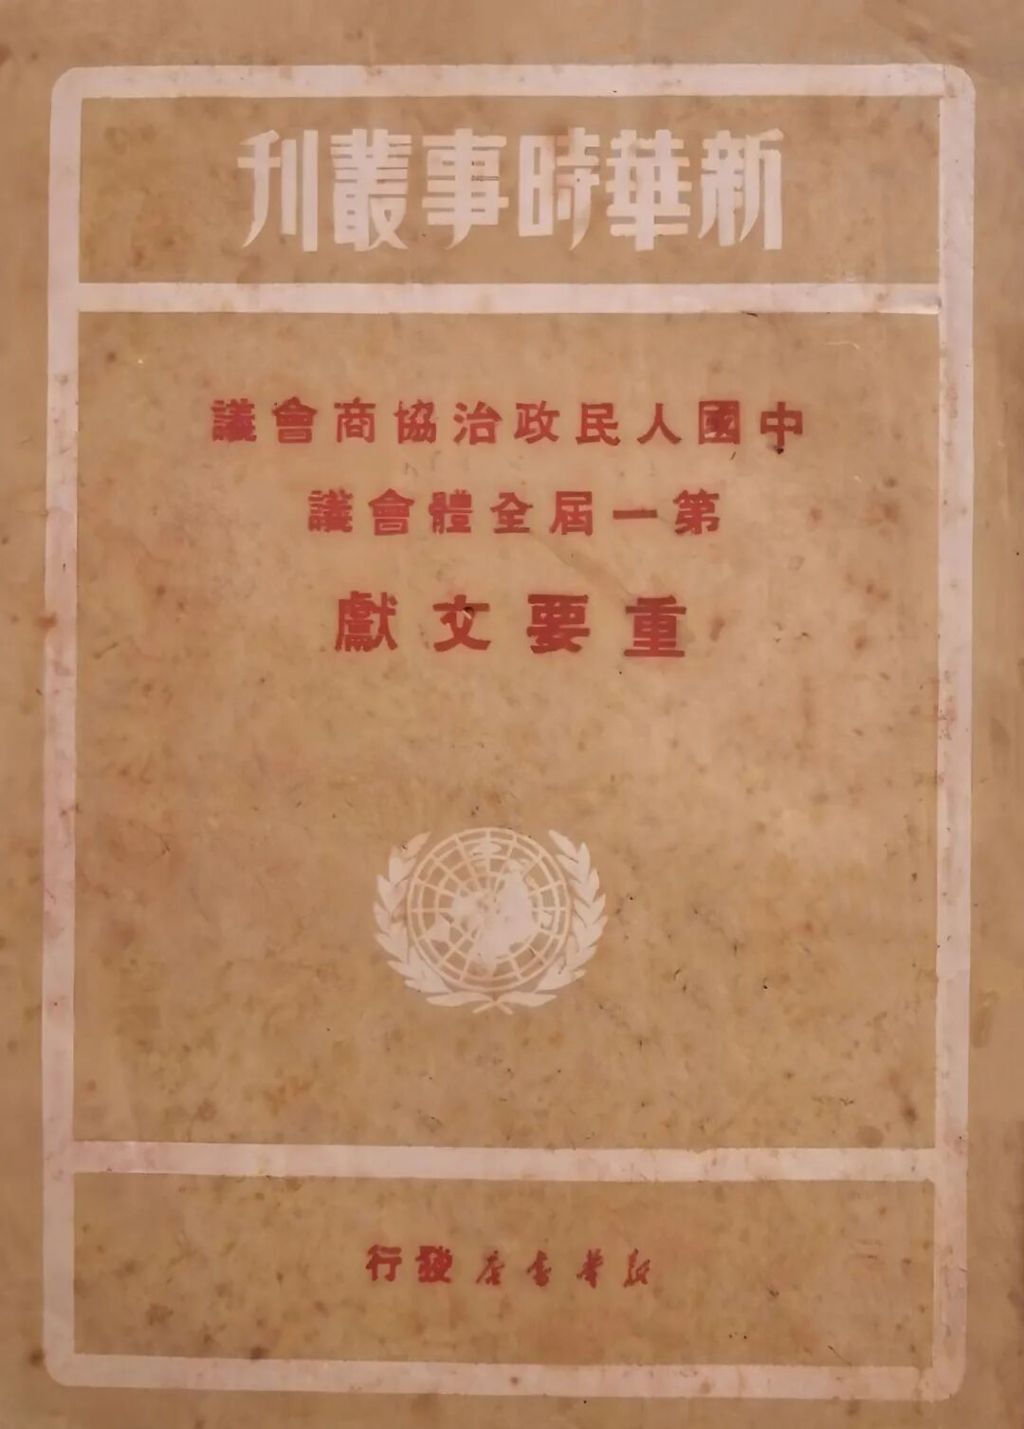 新華時事叢刊
中國人民政治協商會議
第一屆全體會議
重要文獻
新華書店發行